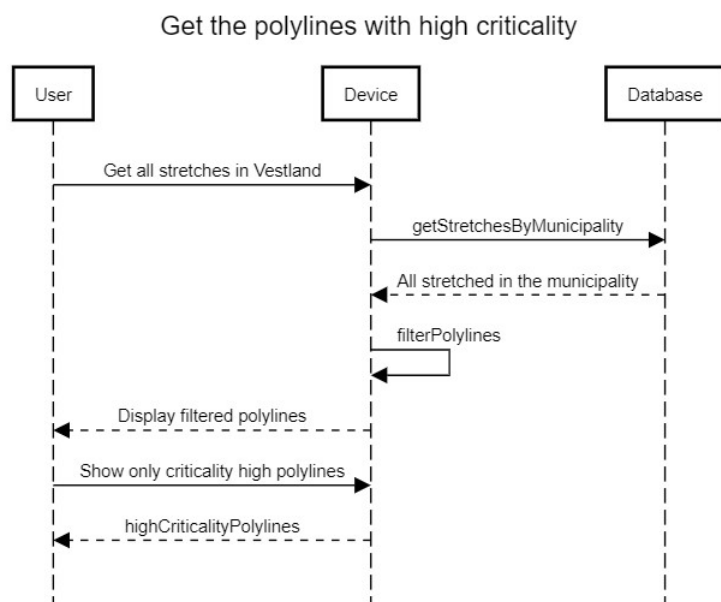 Get the polylines with high criticality
User
Device
Database
Get all stretches in Vestland
getStretchesByMunicipality
All stretched in the municipality
filterPolylines
Display filtered polylines
Show only criticality high polylines
highCriticalityPolylines